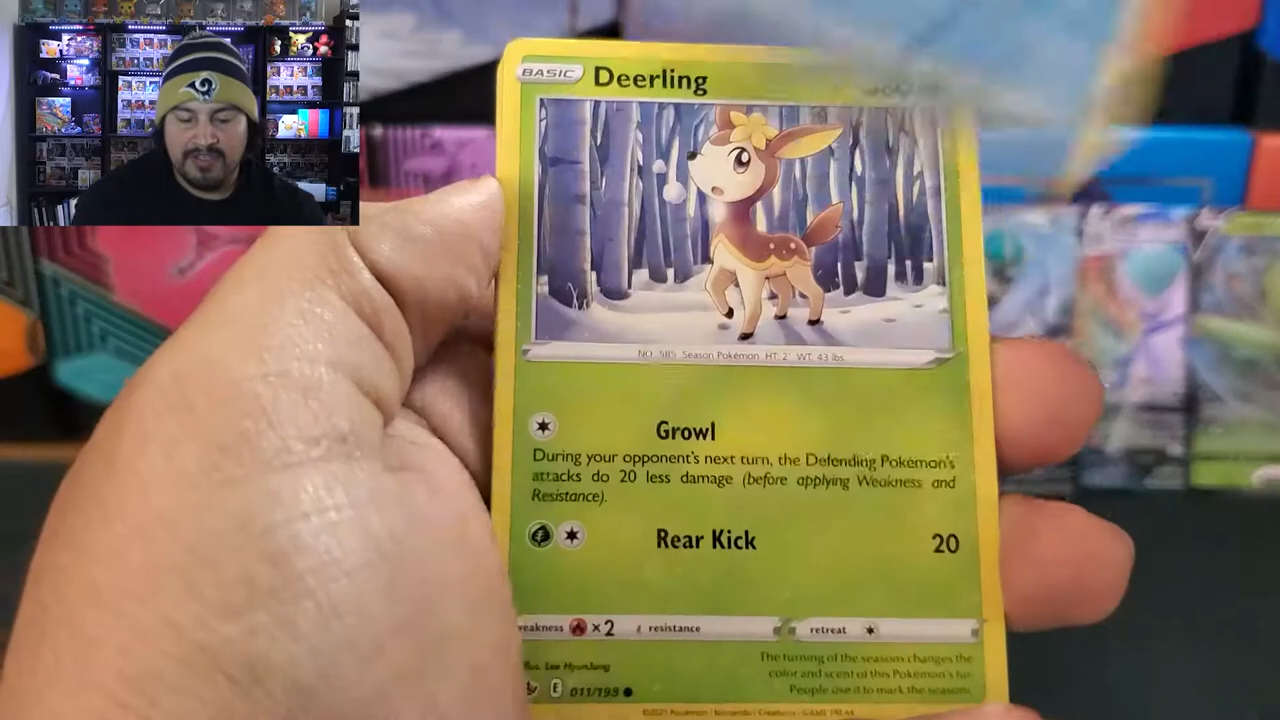 BASIC Deerling
NO. 585 Season Pokémon HT: 2' WT: 43 lbs.
Growl
During your opponent's next turn, the Defending Pokémon's
attacks do 20 less damage (before applying Weakness and
Resistance).
Rear Kick 20
weakness ×2 resistance retreat
Illus. Lee HyunJung
E 011/198
The turning of the seasons changes the
color and scent of this Pokémon's fur.
People use it to mark the seasons.
©2021 Pokémon / Nintendo / Creatures / GAME FREAK